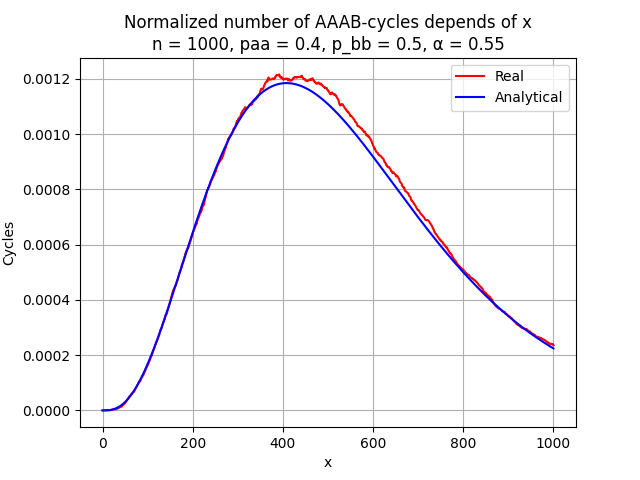 Normalized number of AAAB-cycles depends of x
n = 1000, paa = 0.4, p_bb = 0.5, α = 0.55
Real
Analytical
Cycles
0.0012
0.0010
0.0008
0.0006
0.0004
0.0002
0.0000
0
200
400
600
800
1000
x